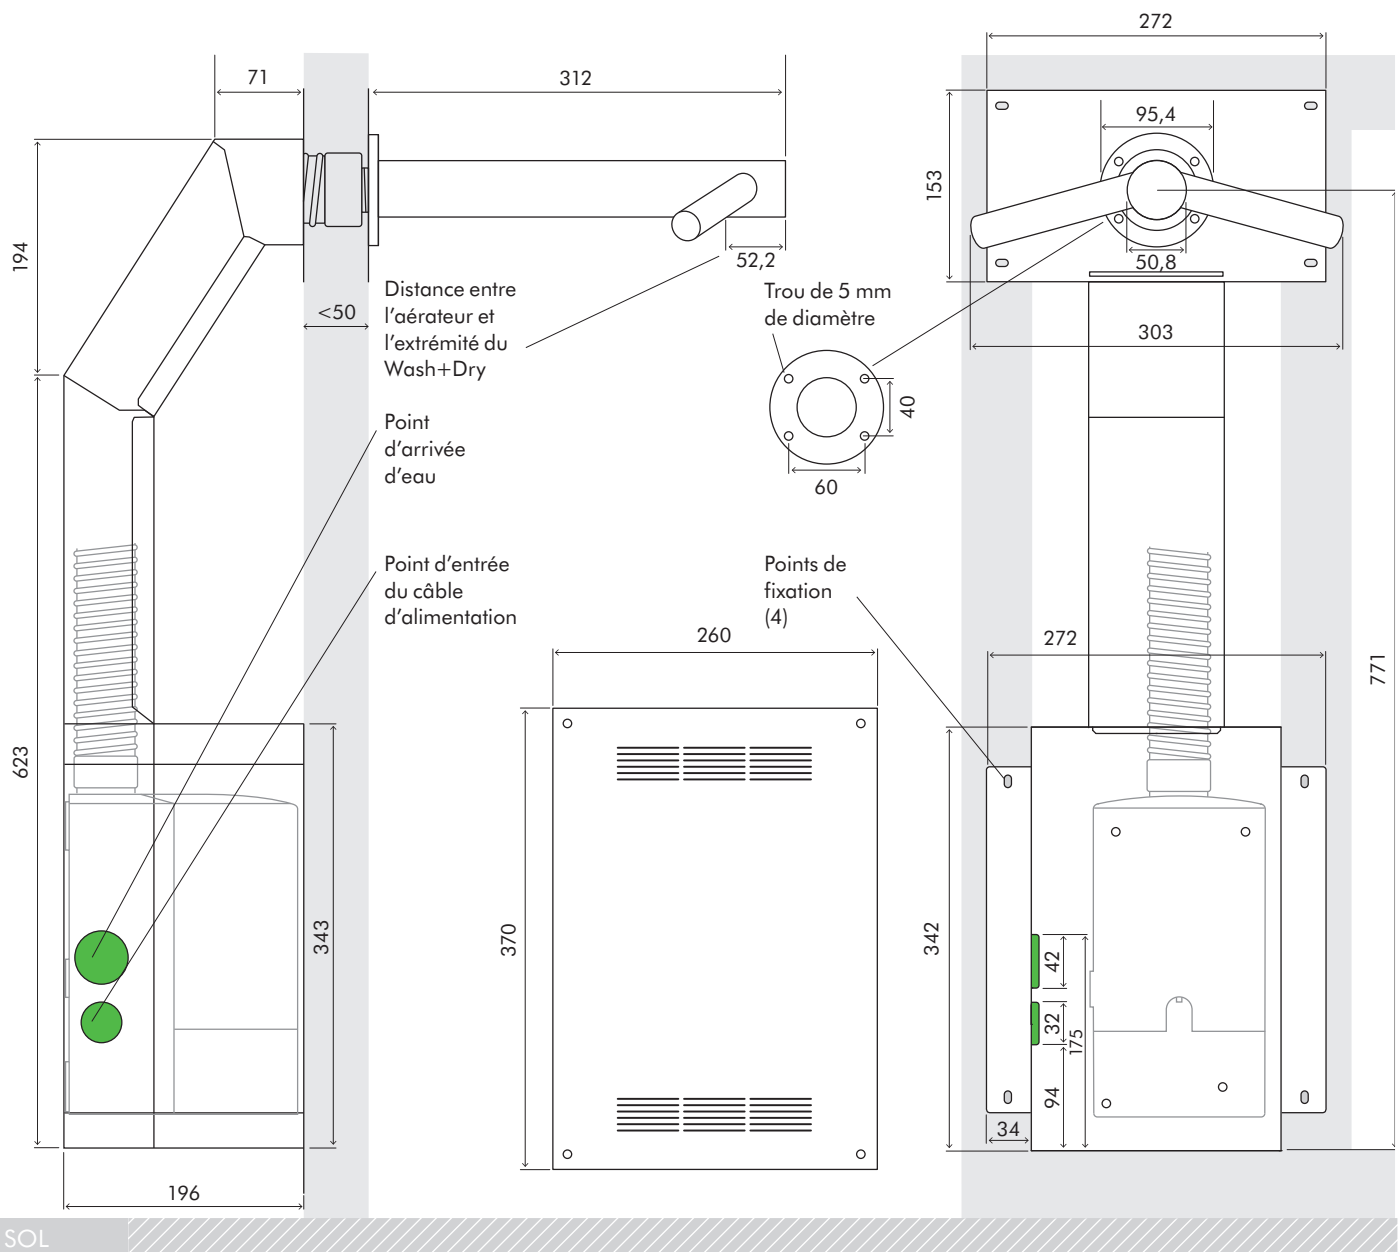 272
71
312
95,4
153
194
52,2
50,8
Distance entre
l'aérateur et
l'extrémité du
Wash+Dry
<50
Trou de 5 mm
de diamètre
303
40
60
Point
d'arrivée
d'eau
Point d'entrée
du câble
d'alimentation
Points de
fixation
(4)
260
272
771
623
343
370
342
42
32
175
94
34
196
SOL